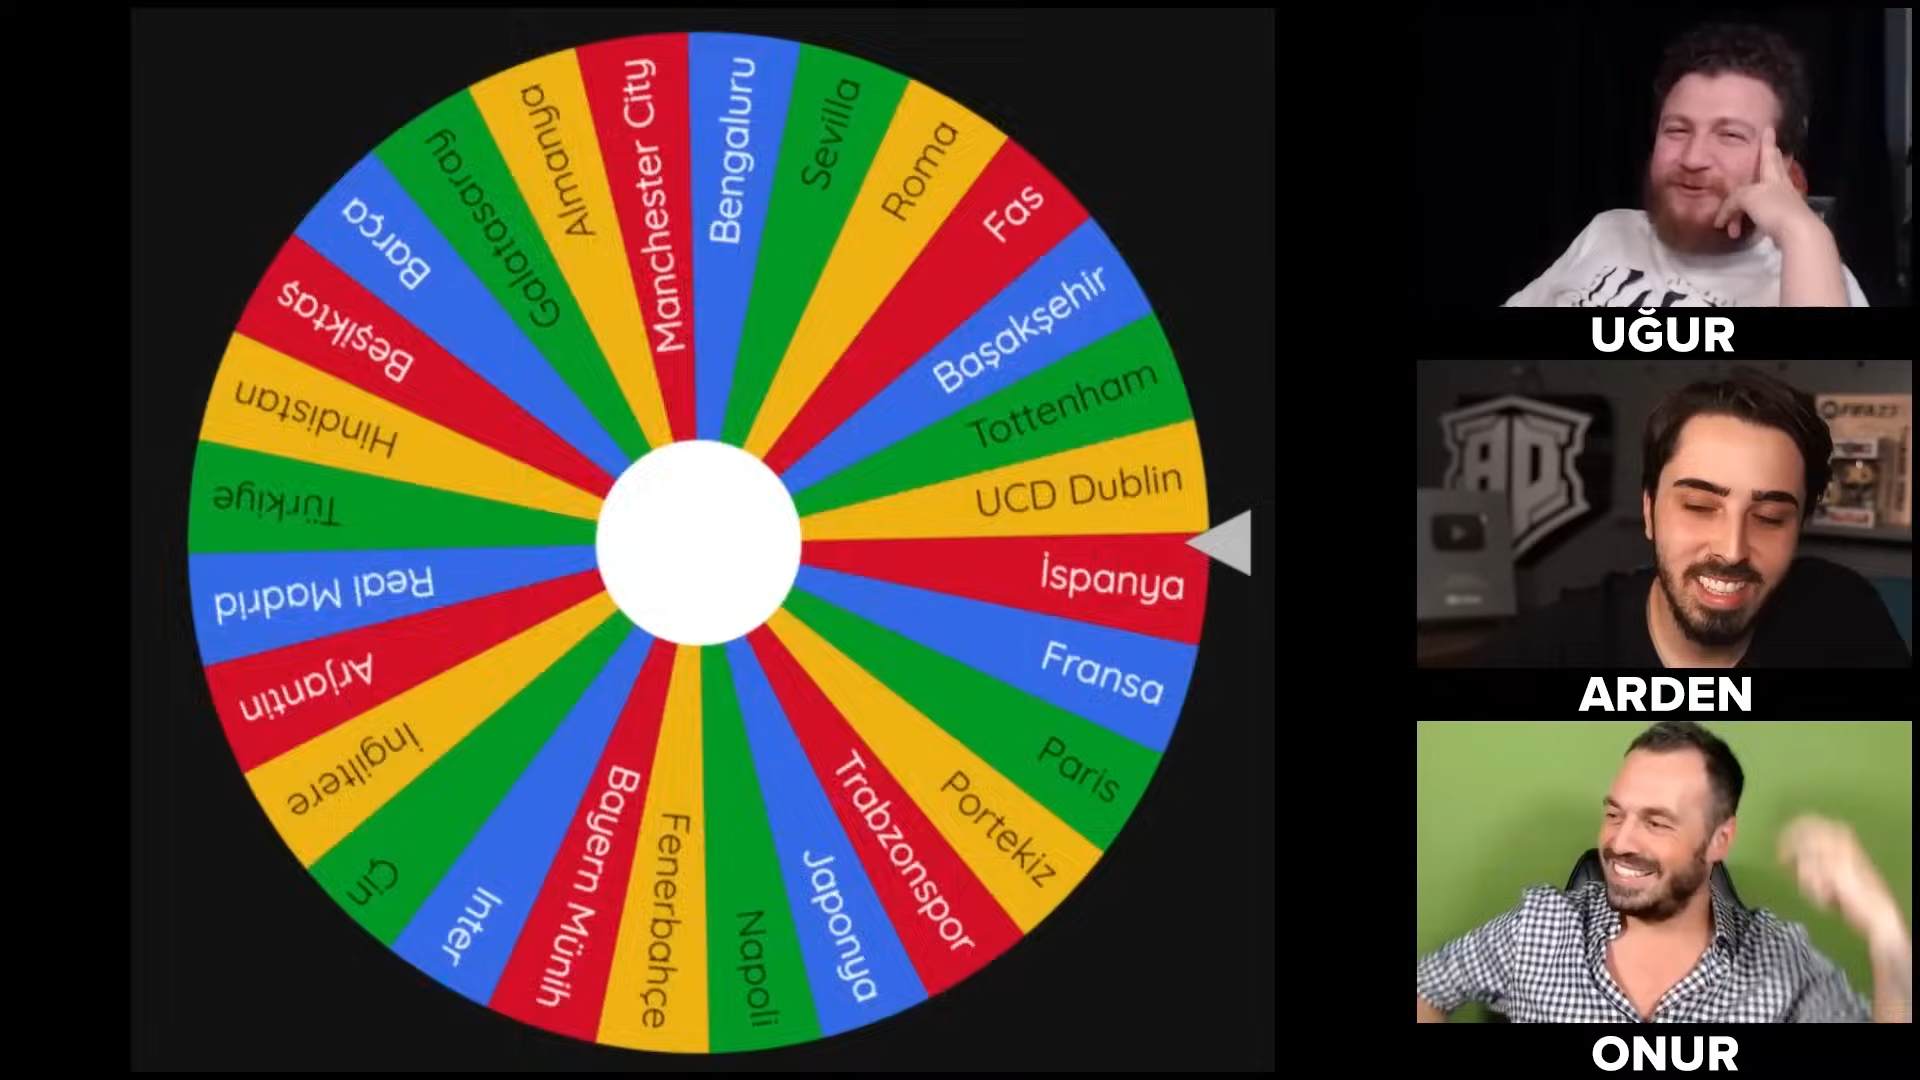 Manchester City
Bengaluru
Sevilla
Roma
Fas
Başakşehir
Tottenham
UCD Dublin
İspanya
Fransa
Paris
Portekiz
Trabzonspor
Japonya
Napoli
Fenerbahçe
Bayern Münih
Inter
Çin
İngiltere
Arjantin
Real Madrid
Türkiye
Hindistan
Beşiktaş
Barça
Galatasaray
Almanya
UĞUR
FIFA23
ARDEN
ONUR